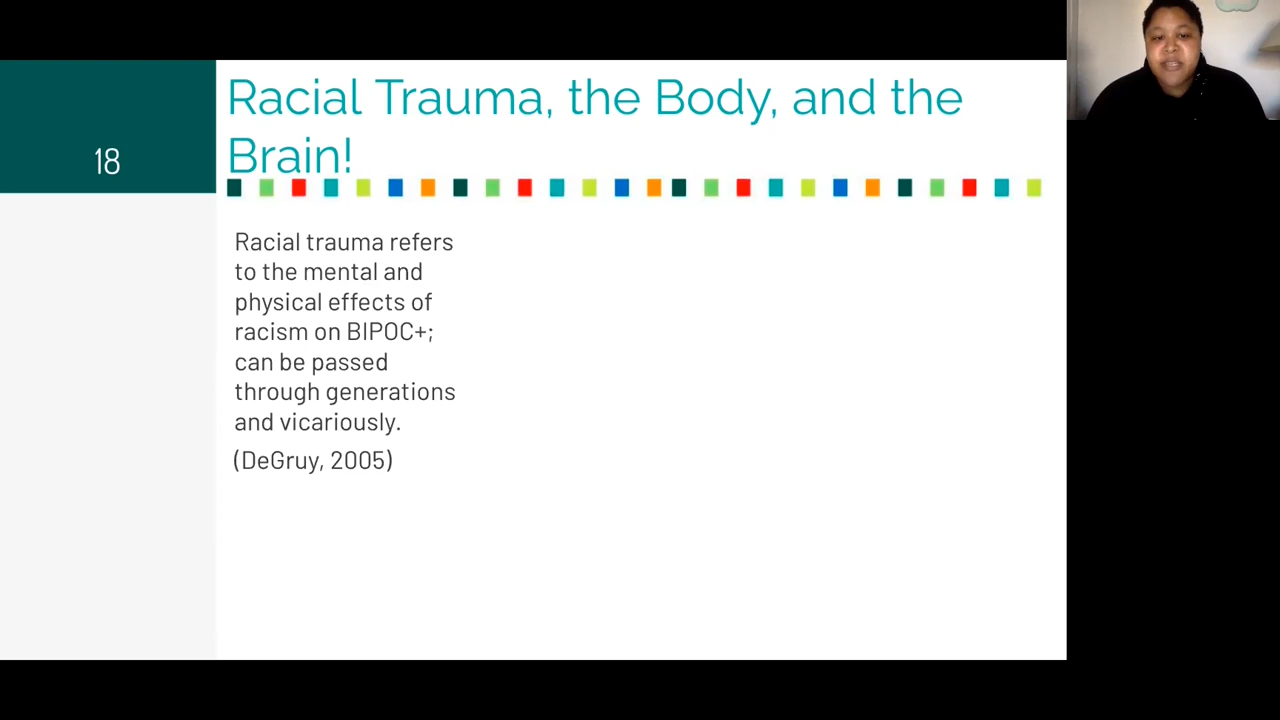 18
Racial Trauma, the Body, and the
Brain!
Racial trauma refers
to the mental and
physical effects of
racism on BIPOC+;
can be passed
through generations
and vicariously.
(DeGruy, 2005)